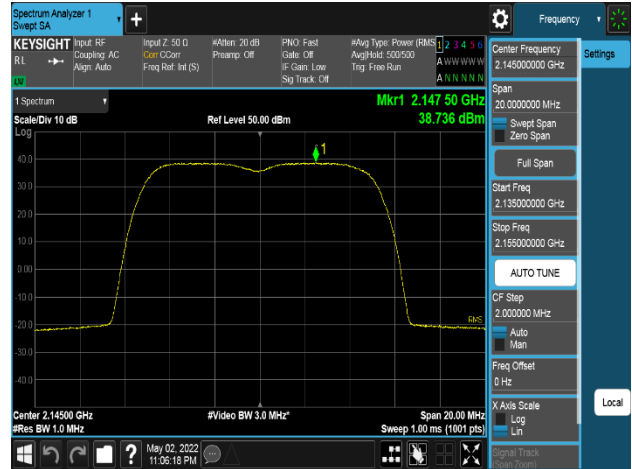 Spectrum Analyzer 1
Swept SA
Frequency
KEYSIGHT
RL
Input: RF
Coupling: AC
Align: Auto
Input Z: 50 Ω
Corr CCorr
Freq Ref: Int (S)
#Atten: 20 dB
Preamp: Off
PNO: Fast
Gate: Off
IF Gain: Low
Sig Track: Off
#Avg Type: Power (RMS
Avg|Hold: 500/500
Trig: Free Run
1 2 3 4 5 6
A W W W W W
A N N N N N
1 Spectrum
Scale/Div 10 dB
Log
Ref Level 50.00 dBm
Mkr1 2.147 50 GHz
38.736 dBm
1
40.0
30.0
20.0
10.0
0.00
-10.0
-20.0
-30.0
-40.0
RMS
Center 2.14500 GHz
#Res BW 1.0 MHz
#Video BW 3.0 MHz*
Span 20.00 MHz
Sweep 1.00 ms (1001 pts)
?
May 02, 2022
11:06:18 PM
Center Frequency
2.145000000 GHz
Span
20.0000000 MHz
Swept Span
Zero Span
Full Span
Start Freq
2.135000000 GHz
Stop Freq
2.155000000 GHz
AUTO TUNE
CF Step
2.000000 MHz
Auto
Man
Freq Offset
0 Hz
X Axis Scale
Log
Lin
Signal Track
(Span Zoom)
Settings
Local